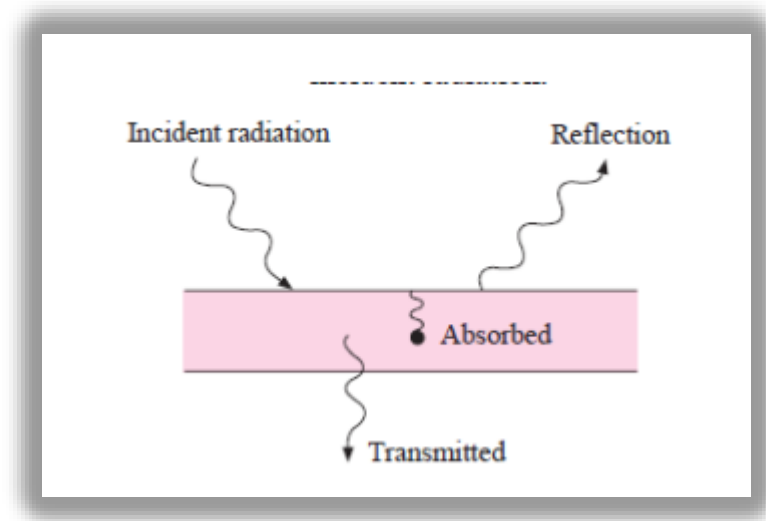 Incident radiation
Reflection
Absorbed
Transmitted